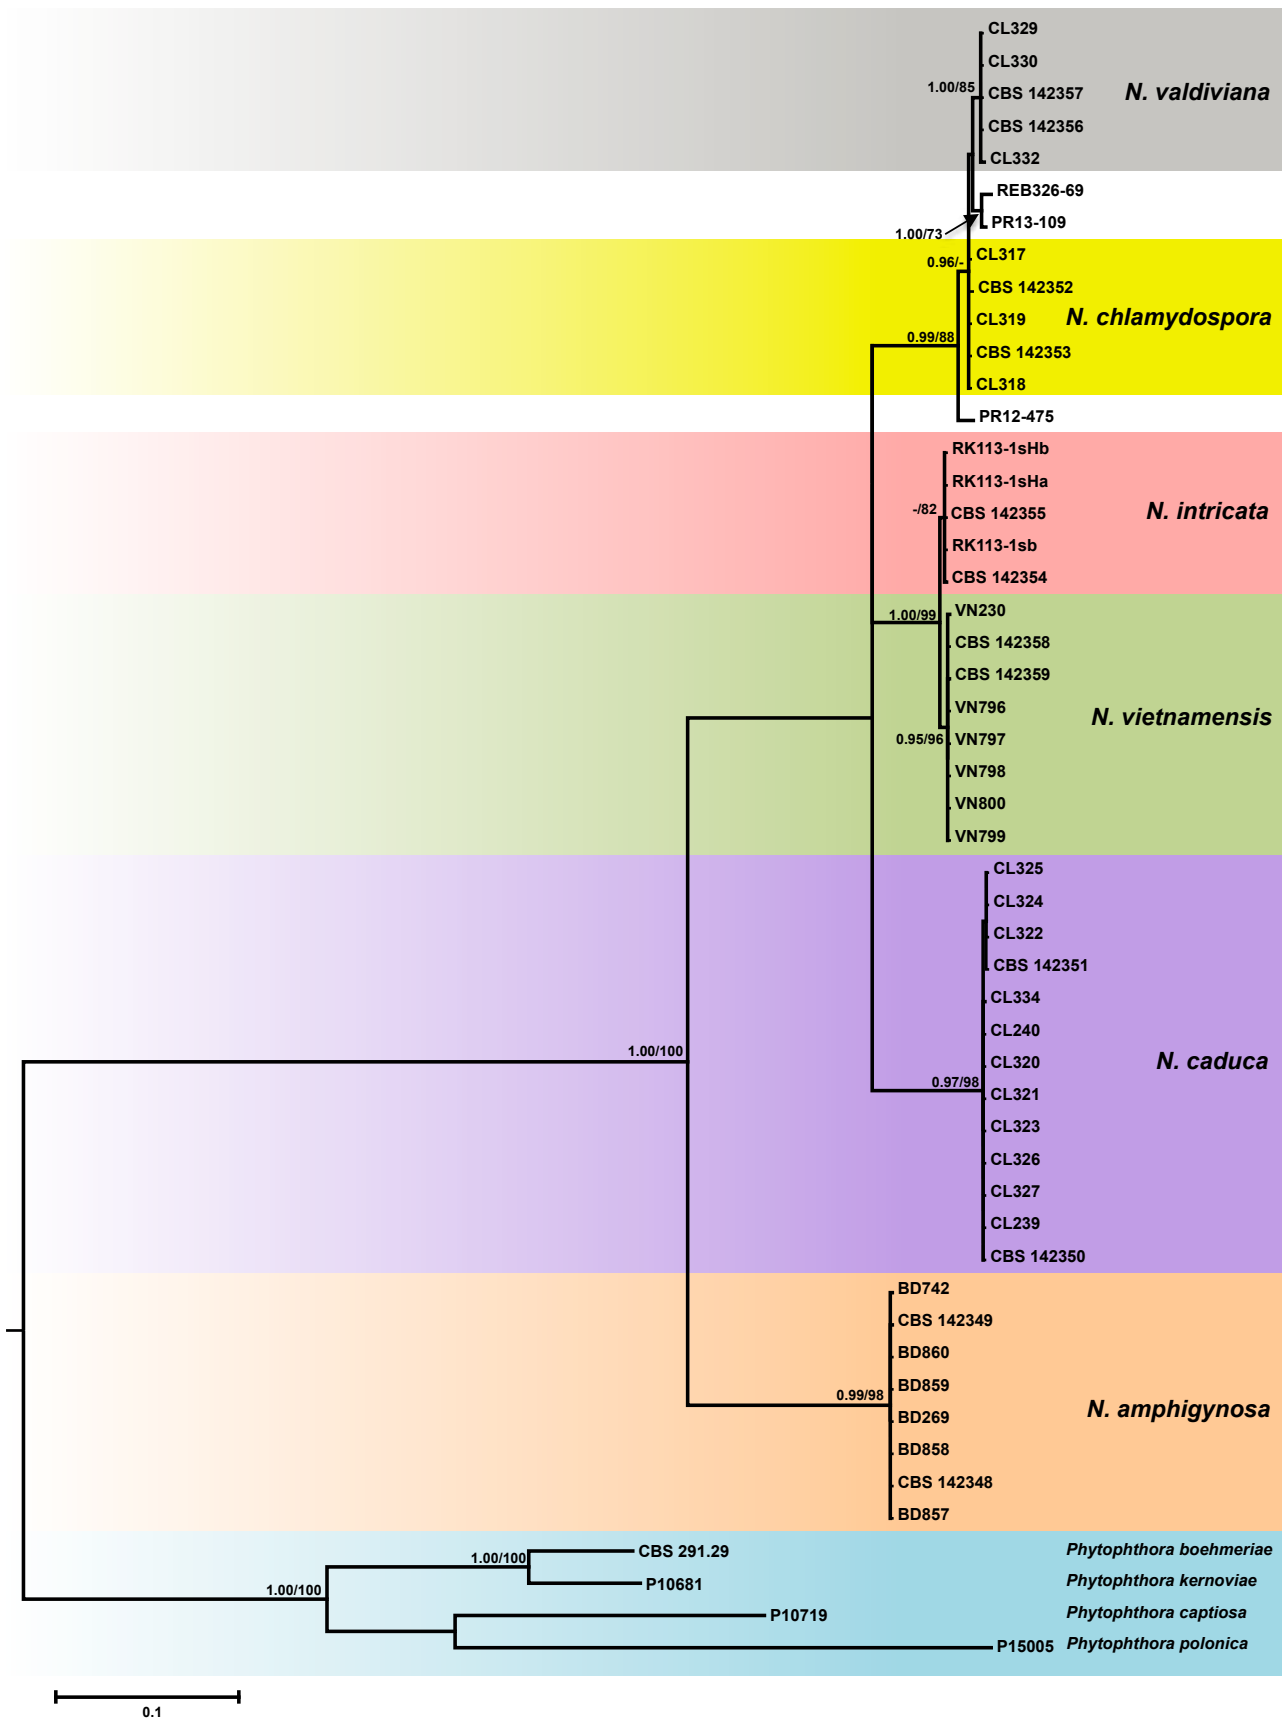 CL329
CL330
1.00/85
CBS 142357
N. valdiviana
CBS 142356
CL332
REB326-69
PR13-109
1.00/73
CL317
0.96/-
CBS 142352
CL319
N. chlamydospora
0.99/88
CBS 142353
CL318
PR12-475
RK113-1sHb
RK113-1sHa
-/82
CBS 142355
N. intricata
RK113-1sb
CBS 142354
VN230
1.00/99
CBS 142358
CBS 142359
VN796
N. vietnamensis
0.95/96
VN797
VN798
VN800
VN799
CL325
CL324
CL322
CBS 142351
CL334
CL240
1.00/100
CL320
N. caduca
0.97/98
CL321
CL323
CL326
CL327
CL239
CBS 142350
BD742
CBS 142349
BD860
BD859
0.99/98
BD269
N. amphigynosa
BD858
CBS 142348
BD857
1.00/100
CBS 291.29
Phytophthora boehmeriae
P10681
Phytophthora kernoviae
1.00/100
P10719
Phytophthora captiosa
P15005
Phytophthora polonica
0.1